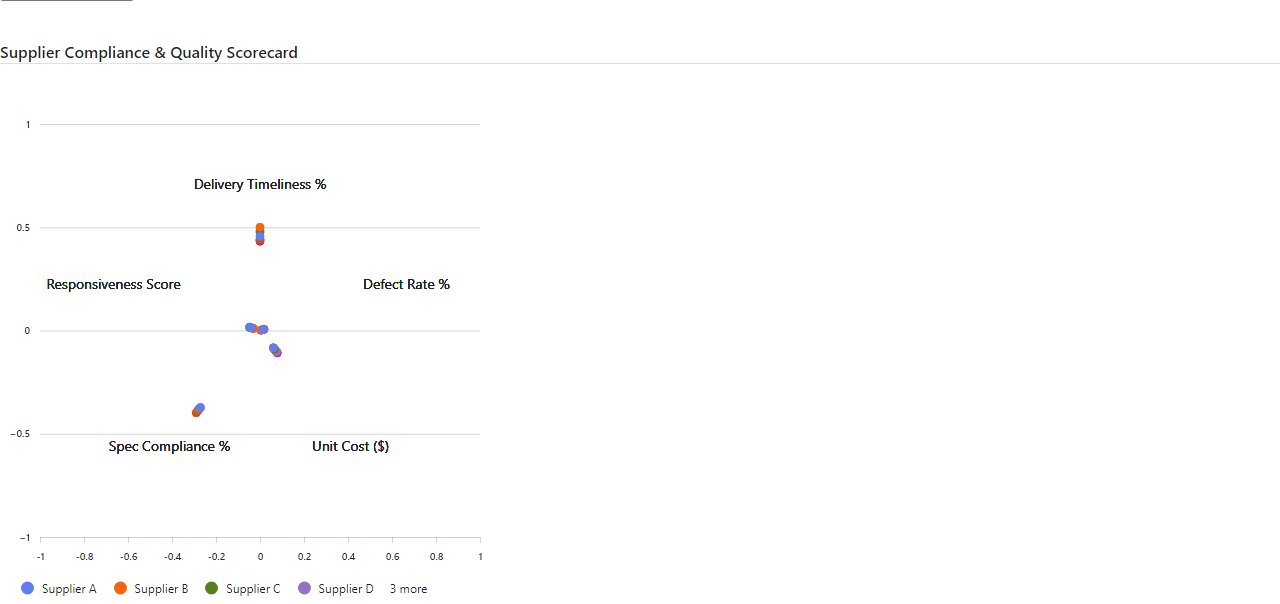 Supplier Compliance & Quality Scorecard
1
Delivery Timeliness %
0.5
Responsiveness Score Defect Rate %
0
−0.5
Spec Compliance % Unit Cost ($)
−1
-1 -0.8 -0.6 -0.4 -0.2 0 0.2 0.4 0.6 0.8 1
Supplier A Supplier B Supplier C Supplier D 3 more